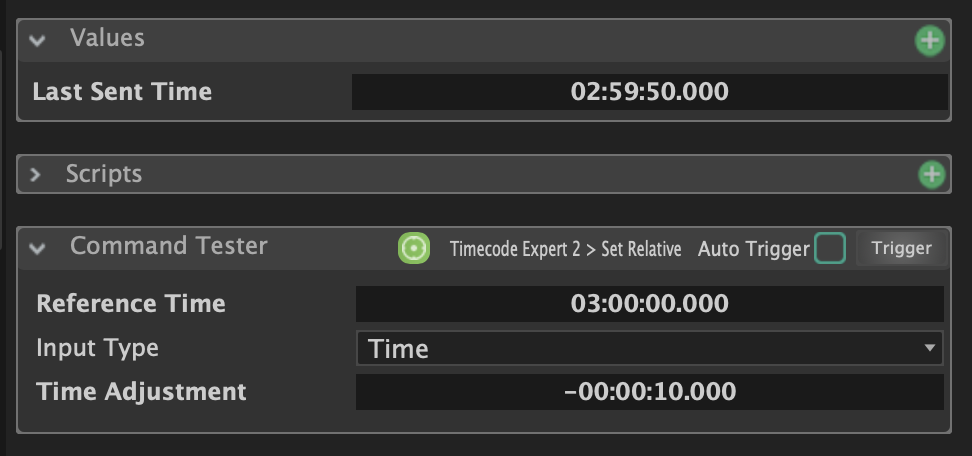 Values
Last Sent Time 02:59:50.000
Scripts
Command Tester Timecode Expert 2 > Set Relative Auto Trigger Trigger
Reference Time 03:00:00.000
Input Type Time
Time Adjustment -00:00:10.000